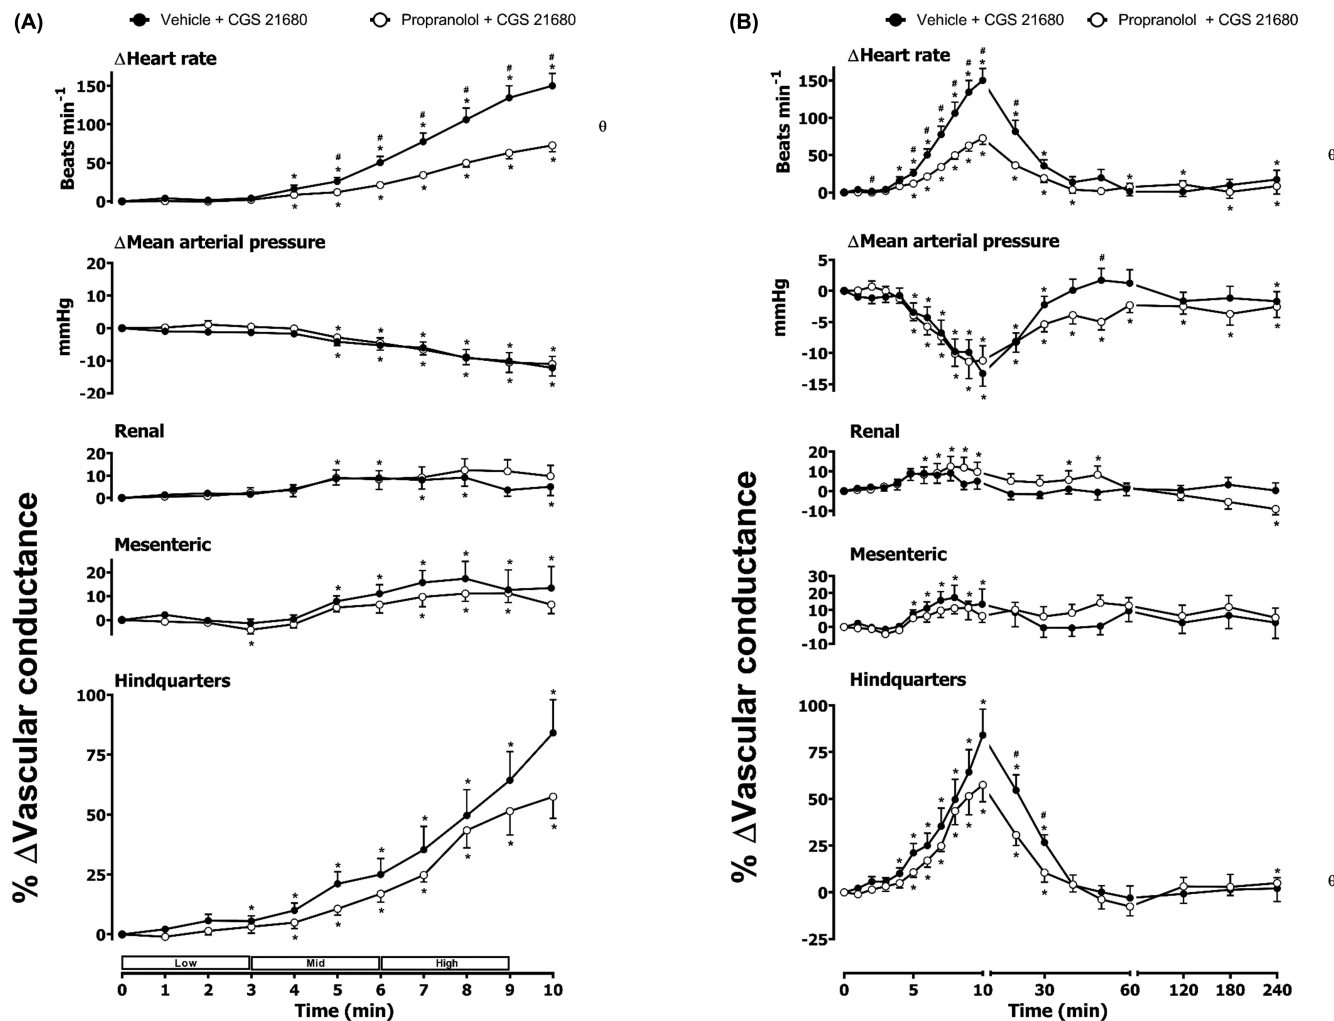 (A)
Vehicle + CGS 21680
Propranolol + CGS 21680
ΔHeart rate
Beats min-1
150
100
50
0
# * # * # * # * # * # *
* * * * * * * *
θ
ΔMean arterial pressure
mmHg
20
10
0
-10
-20
% ΔVascular conductance
Renal
20
10
0
Mesenteric
20
10
0
Hindquarters
100
75
50
25
0
Low Mid High
0 1 2 3 4 5 6 7 8 9 10
Time (min)
(B)
Vehicle + CGS 21680
Propranolol + CGS 21680
ΔHeart rate
Beats min-1
150
100
50
0
θ
ΔMean arterial pressure
mmHg
5
0
-5
-10
-15
% ΔVascular conductance
Renal
20
10
0
-10
Mesenteric
30
20
10
0
-10
Hindquarters
100
75
50
25
0
-25
θ
0 5 10 30 60 120 180 240
Time (min)